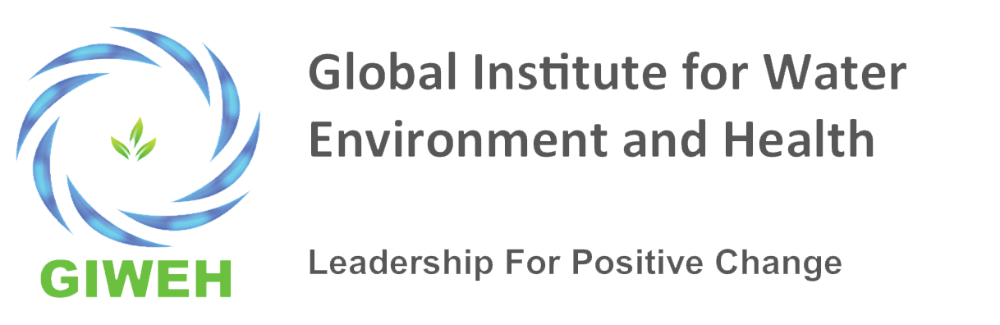 Global Institute for Water
Environment and Health
Leadership For Positive Change
GIWEH